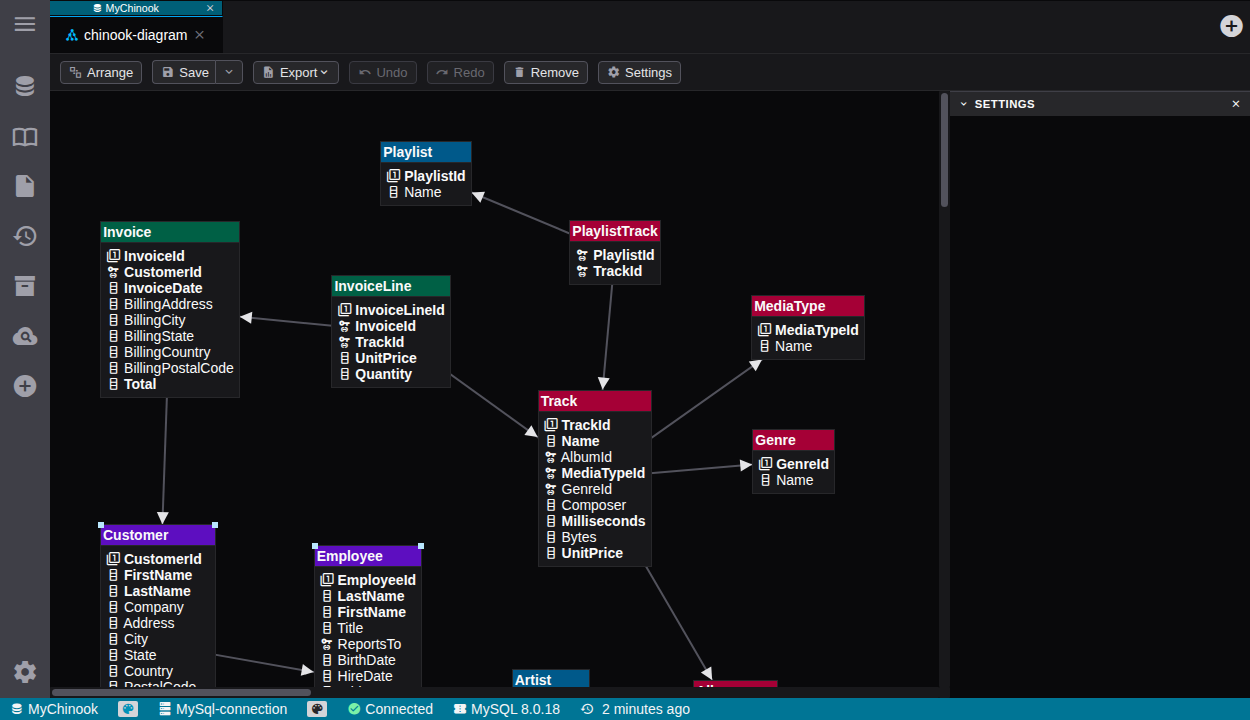 MyChinook
chinook-diagram
Arrange
Save
Export
Undo
Redo
Remove
Settings
SETTINGS
Playlist
PlaylistId
Name
PlaylistTrack
PlaylistId
TrackId
Invoice
InvoiceId
CustomerId
InvoiceDate
BillingAddress
BillingCity
BillingState
BillingCountry
BillingPostalCode
Total
InvoiceLine
InvoiceLineId
InvoiceId
TrackId
UnitPrice
Quantity
MediaType
MediaTypeId
Name
Track
TrackId
Name
AlbumId
MediaTypeId
GenreId
Composer
Milliseconds
Bytes
UnitPrice
Genre
GenreId
Name
Customer
CustomerId
FirstName
LastName
Company
Address
City
State
Country
PostalCode
Employee
EmployeeId
LastName
FirstName
Title
ReportsTo
BirthDate
HireDate
Artist
MyChinook
MySql-connection
Connected
MySQL 8.0.18
2 minutes ago